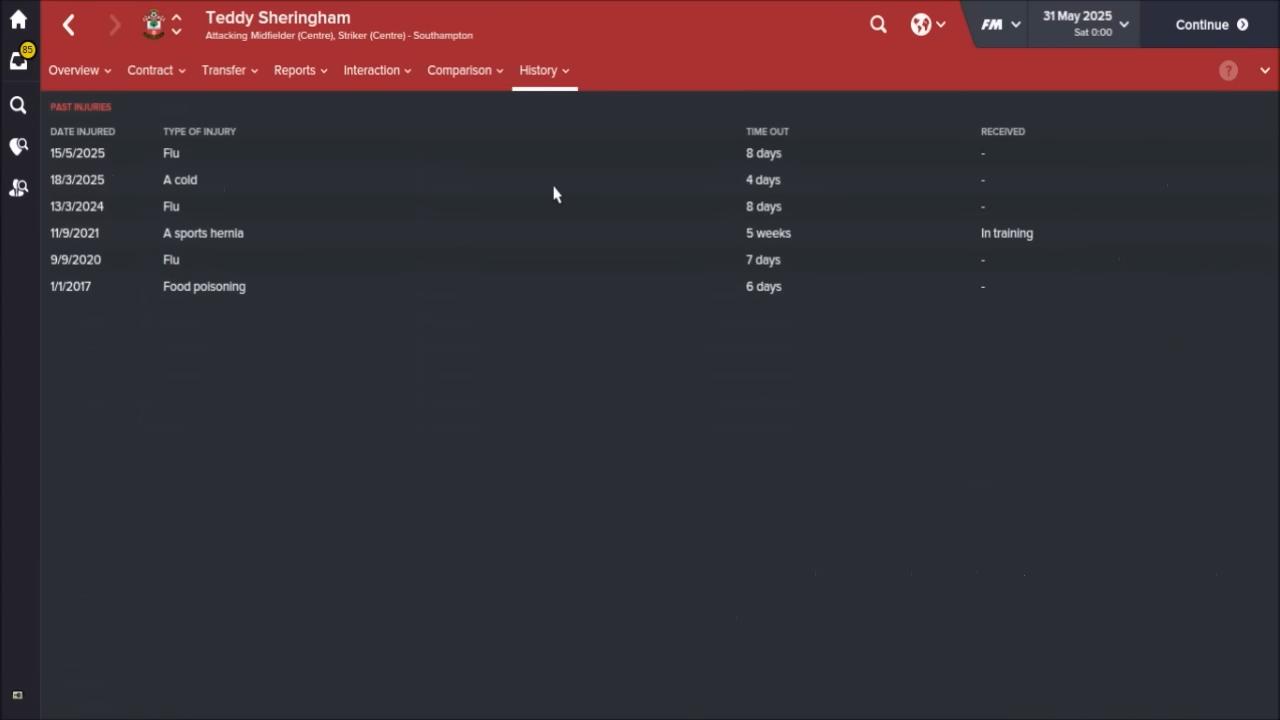 Teddy Sheringham
Attacking Midfielder (Centre), Striker (Centre) - Southampton
FM
31 May 2025
Sat 0:00
Continue
85
Overview Contract Transfer Reports Interaction Comparison History
?
PAST INJURIES
DATE INJURED TYPE OF INJURY TIME OUT RECEIVED
15/5/2025 Flu 8 days -
18/3/2025 A cold 4 days -
13/3/2024 Flu 8 days -
11/9/2021 A sports hernia 5 weeks In training
9/9/2020 Flu 7 days -
1/1/2017 Food poisoning 6 days -